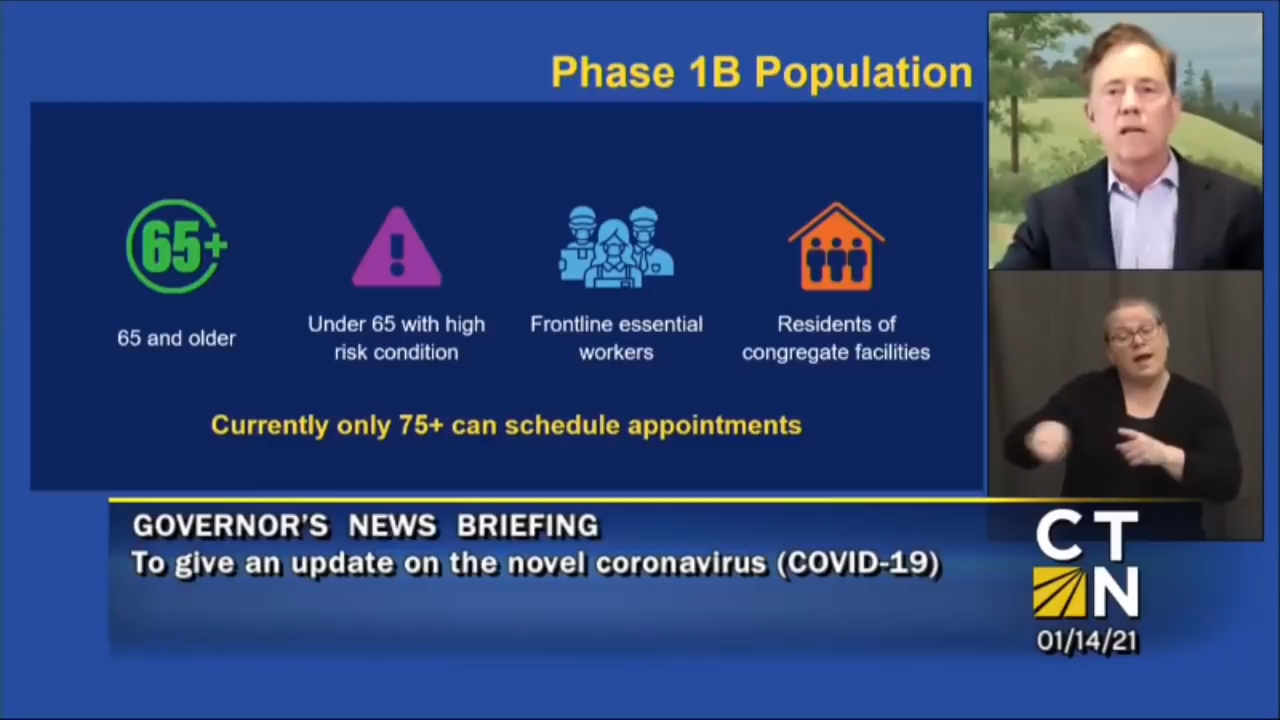 Phase 1B Population
65+
65 and older
Under 65 with high
risk condition
Frontline essential
workers
Residents of
congregate facilities
Currently only 75+ can schedule appointments
GOVERNOR'S NEWS BRIEFING
To give an update on the novel coronavirus (COVID-19)
CT
N
01/14/21